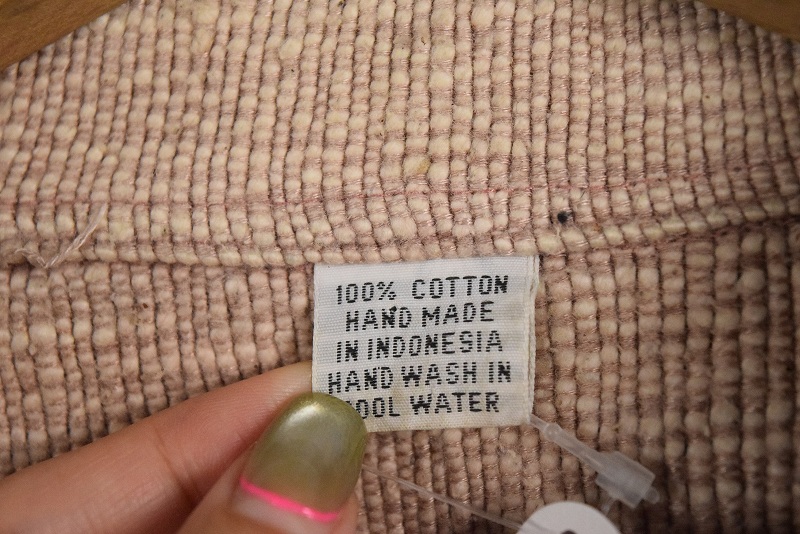 100% COTTON
HAND MADE
IN INDONESIA
HAND WASH IN
OOL WATER